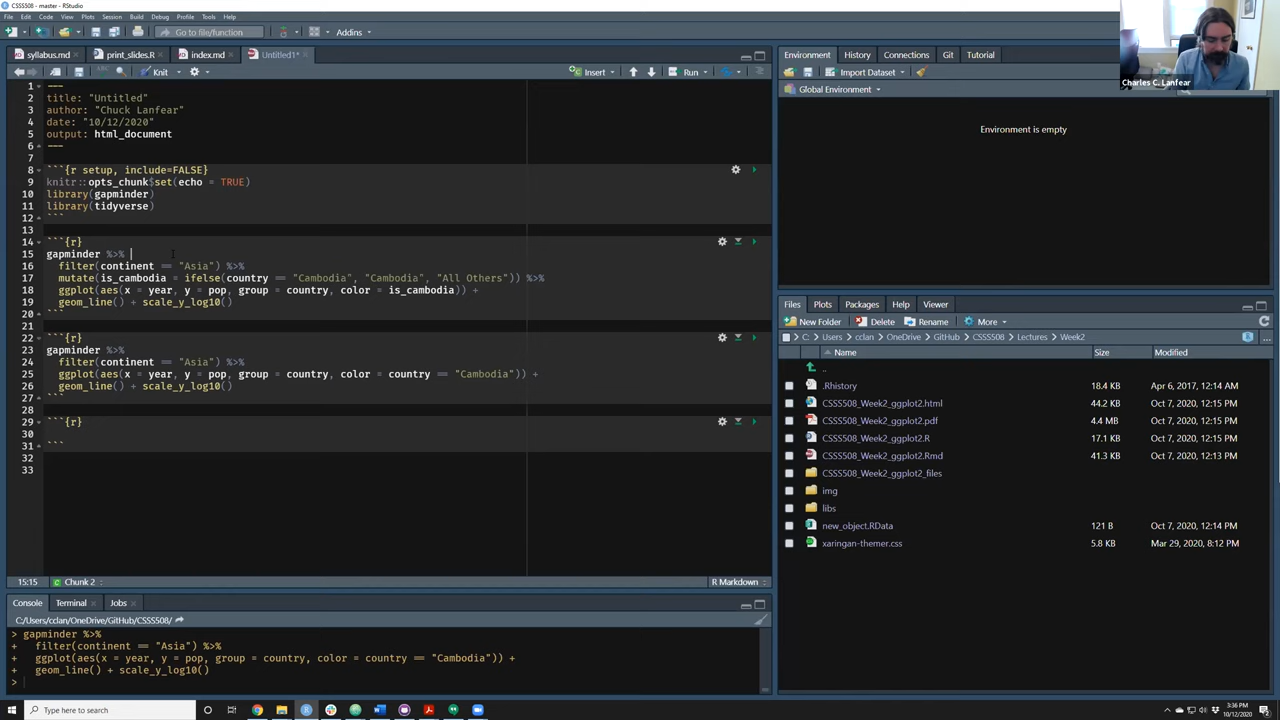 CSSS508 - master - RStudio
File Edit Code View Plots Session Build Debug Profile Tools Help
Go to file/function Addins
syllabus.md print_slides.R index.md Untitled1*
Knit Insert Run
1 ---
2 title: "Untitled"
3 author: "Chuck Lanfear"
4 date: "10/12/2020"
5 output: html_document
6 ---
7
8 ```{r setup, include=FALSE}
9 knitr::opts_chunk$set(echo = TRUE)
10 library(gapminder)
11 library(tidyverse)
12 ```
13
14 ```{r}
15 gapminder %>%
16 filter(continent == "Asia") %>%
17 mutate(is_cambodia = ifelse(country == "Cambodia", "Cambodia", "All Others")) %>%
18 ggplot(aes(x = year, y = pop, group = country, color = is_cambodia)) +
19 geom_line() + scale_y_log10()
20 ```
21
22 ```{r}
23 gapminder %>%
24 filter(continent == "Asia") %>%
25 ggplot(aes(x = year, y = pop, group = country, color = country == "Cambodia")) +
26 geom_line() + scale_y_log10()
27 ```
28
29 ```{r}
30
31 ```
32
33
15:15 Chunk 2 R Markdown
Console Terminal Jobs
C:/Users/cclan/OneDrive/GitHub/CSSS508/
> gapminder %>%
+ filter(continent == "Asia") %>%
+ ggplot(aes(x = year, y = pop, group = country, color = country == "Cambodia")) +
+ geom_line() + scale_y_log10()
>
Environment History Connections Git Tutorial
Import Dataset
Global Environment
Environment is empty
Charles C. Lanfear
Files Plots Packages Help Viewer
New Folder Delete Rename More
C: Users cclan OneDrive GitHub CSSS508 Lectures Week2
Name Size Modified
..
.Rhistory 18.4 KB Apr 6, 2017, 12:14 AM
CSSS508_Week2_ggplot2.html 44.2 KB Oct 7, 2020, 12:15 PM
CSSS508_Week2_ggplot2.pdf 4.4 MB Oct 7, 2020, 12:15 PM
CSSS508_Week2_ggplot2.R 17.1 KB Oct 7, 2020, 12:15 PM
CSSS508_Week2_ggplot2.Rmd 41.3 KB Oct 7, 2020, 12:13 PM
CSSS508_Week2_ggplot2_files
img
libs
new_object.RData 121 B Oct 7, 2020, 12:14 PM
xaringan-themer.css 5.8 KB Mar 29, 2020, 8:12 PM
Type here to search
3:36 PM
10/12/2020